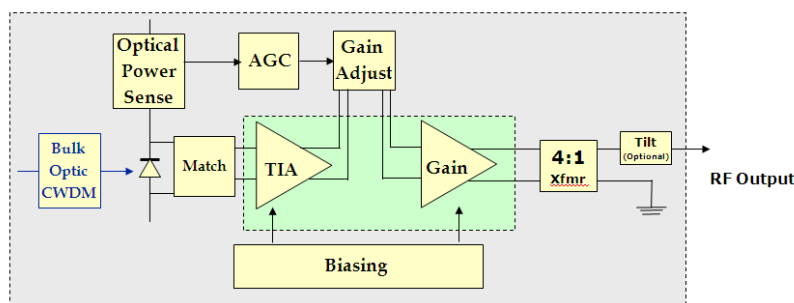 Optical
Power
Sense
AGC
Gain
Adjust
Bulk
Optic
CWDM
Match
TIA
Gain
4:1
Xfmr
Tilt
(Optional)
RF Output
Biasing